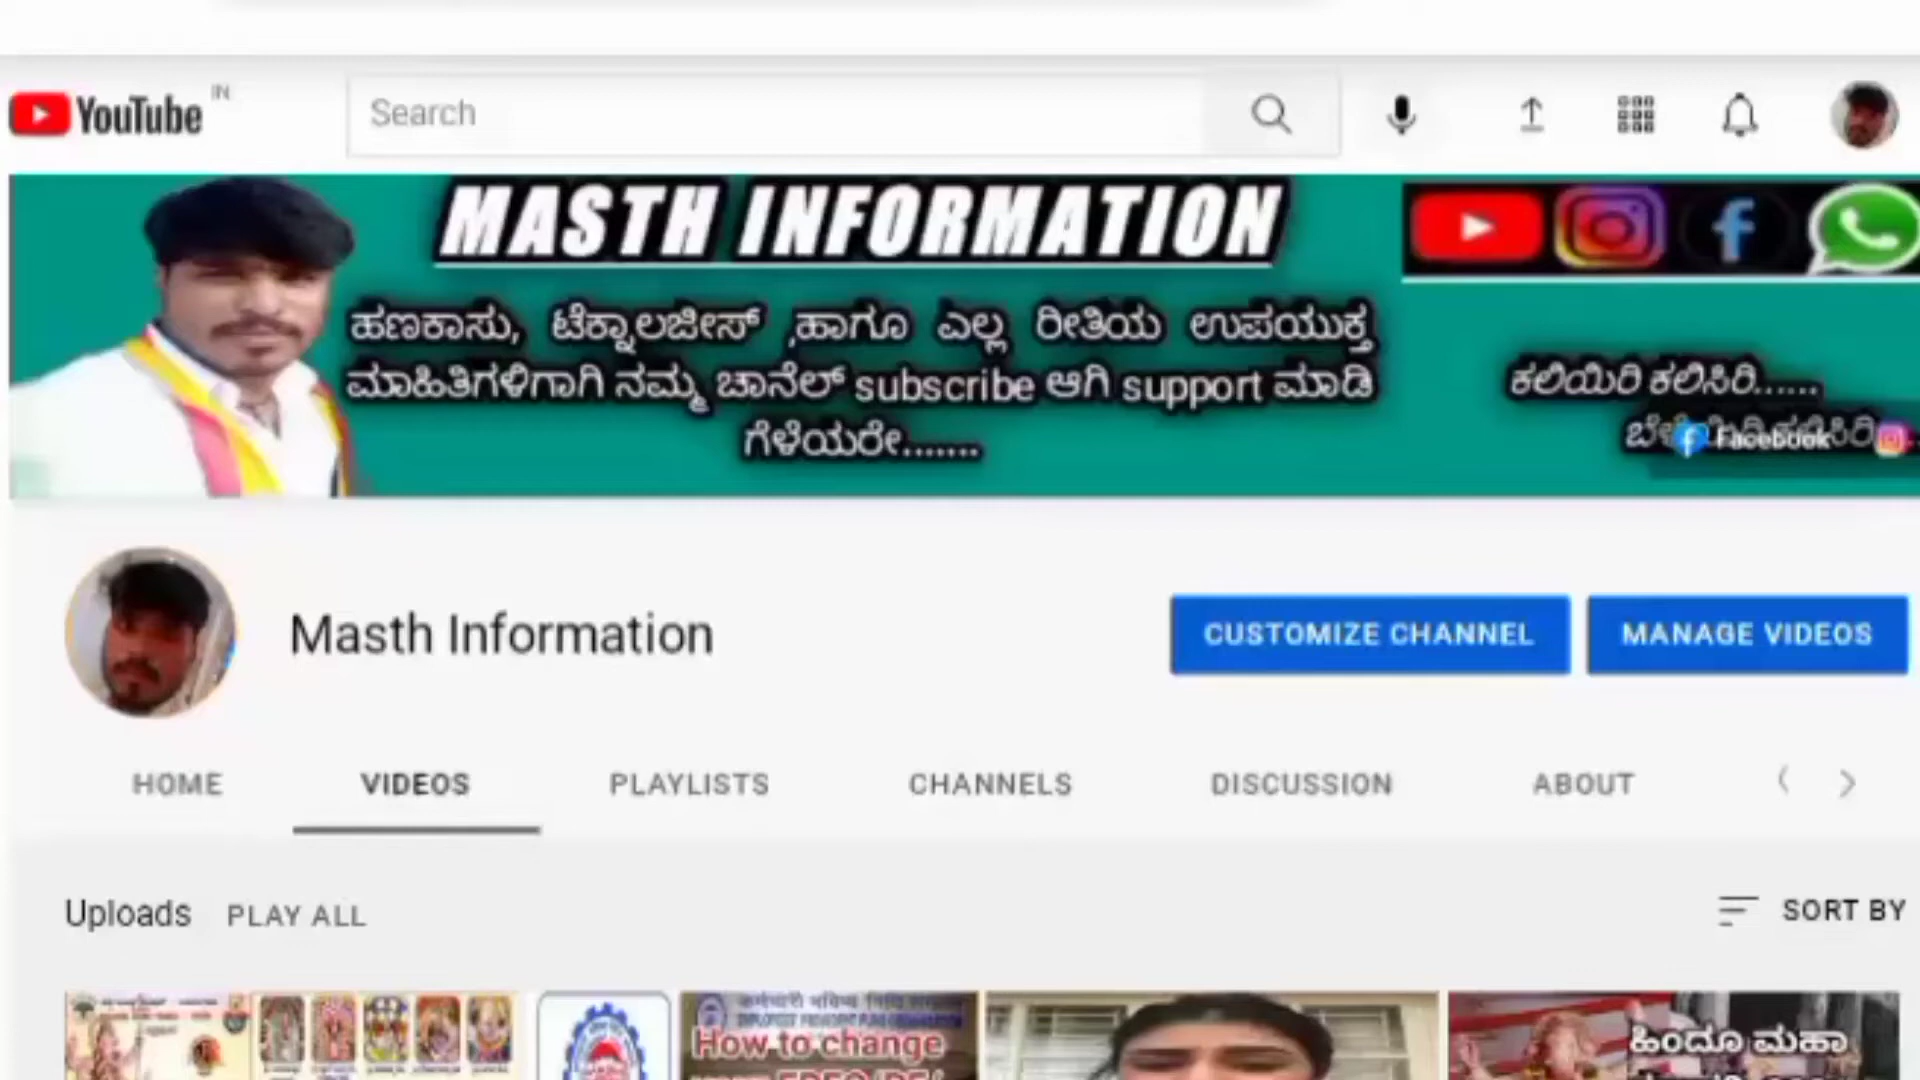 YouTube IN
Search
MASTH INFORMATION
ಹಣಕಾಸು, ಟೆಕ್ನಾಲಜೀಸ್ ,ಹಾಗೂ ಎಲ್ಲ ರೀತಿಯ ಉಪಯುಕ್ತ
ಮಾಹಿತಿಗಳಿಗಾಗಿ ನಮ್ಮ ಚಾನೆಲ್ subscribe ಆಗಿ support ಮಾಡಿ
ಗೆಳೆಯರೇ.......
ಕಲಿಯಿರಿ ಕಲಿಸಿರಿ......
Facebook
Masth Information
CUSTOMIZE CHANNEL
MANAGE VIDEOS
HOME VIDEOS PLAYLISTS CHANNELS DISCUSSION ABOUT
Uploads PLAY ALL
SORT BY
How to change
ಹಿಂದೂ ಮಹಾ